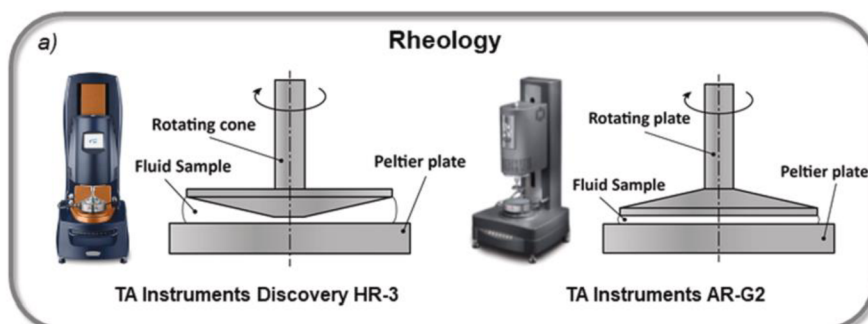 a)
Rheology
Rotating cone
Fluid Sample
Peltier plate
Rotating plate
Fluid Sample
Peltier plate
TA Instruments Discovery HR-3
TA Instruments AR-G2